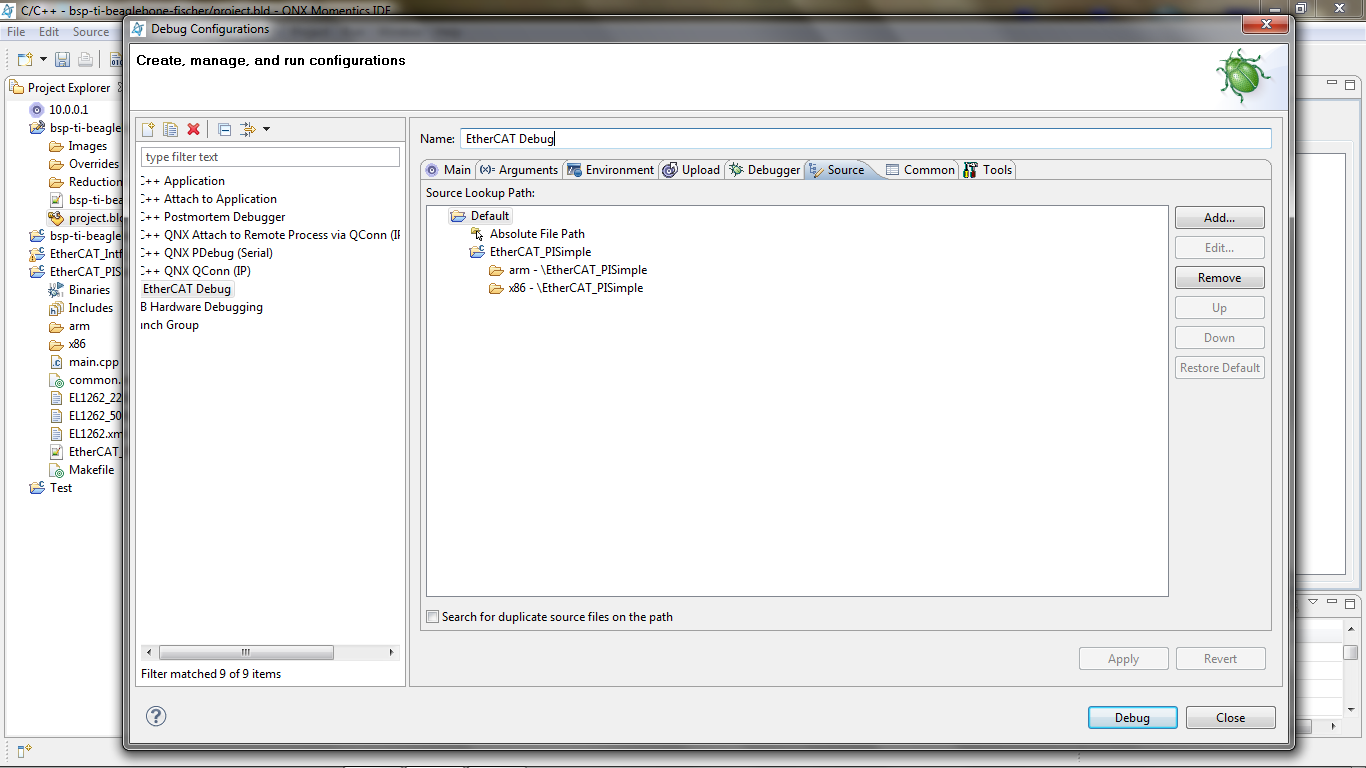 C/C++ - bsp-ti-beaglebone-fischer/project.bld - QNX Momentics IDE
File Edit Source
Debug Configurations
Create, manage, and run configurations
Project Explorer
10.0.0.1
bsp-ti-beagle
Images
Overrides
Reduction
bsp-ti-bea
project.bld
bsp-ti-beagle
EtherCAT_Intf
EtherCAT_PIS
Binaries
Includes
arm
x86
main.cpp
common.
EL1262_22
EL1262_50
EL1262.xm
EtherCAT_
Makefile
Test
type filter text
C++ Application
C++ Attach to Application
C++ Postmortem Debugger
C++ QNX Attach to Remote Process via QConn (IP
C++ QNX PDebug (Serial)
C++ QNX QConn (IP)
EtherCAT Debug
B Hardware Debugging
unch Group
Filter matched 9 of 9 items
Name: EtherCAT Debug
Main Arguments Environment Upload Debugger Source Common Tools
Source Lookup Path:
Default
Absolute File Path
EtherCAT_PISimple
arm - \EtherCAT_PISimple
x86 - \EtherCAT_PISimple
Add...
Edit...
Remove
Up
Down
Restore Default
Search for duplicate source files on the path
Apply Revert
Debug Close